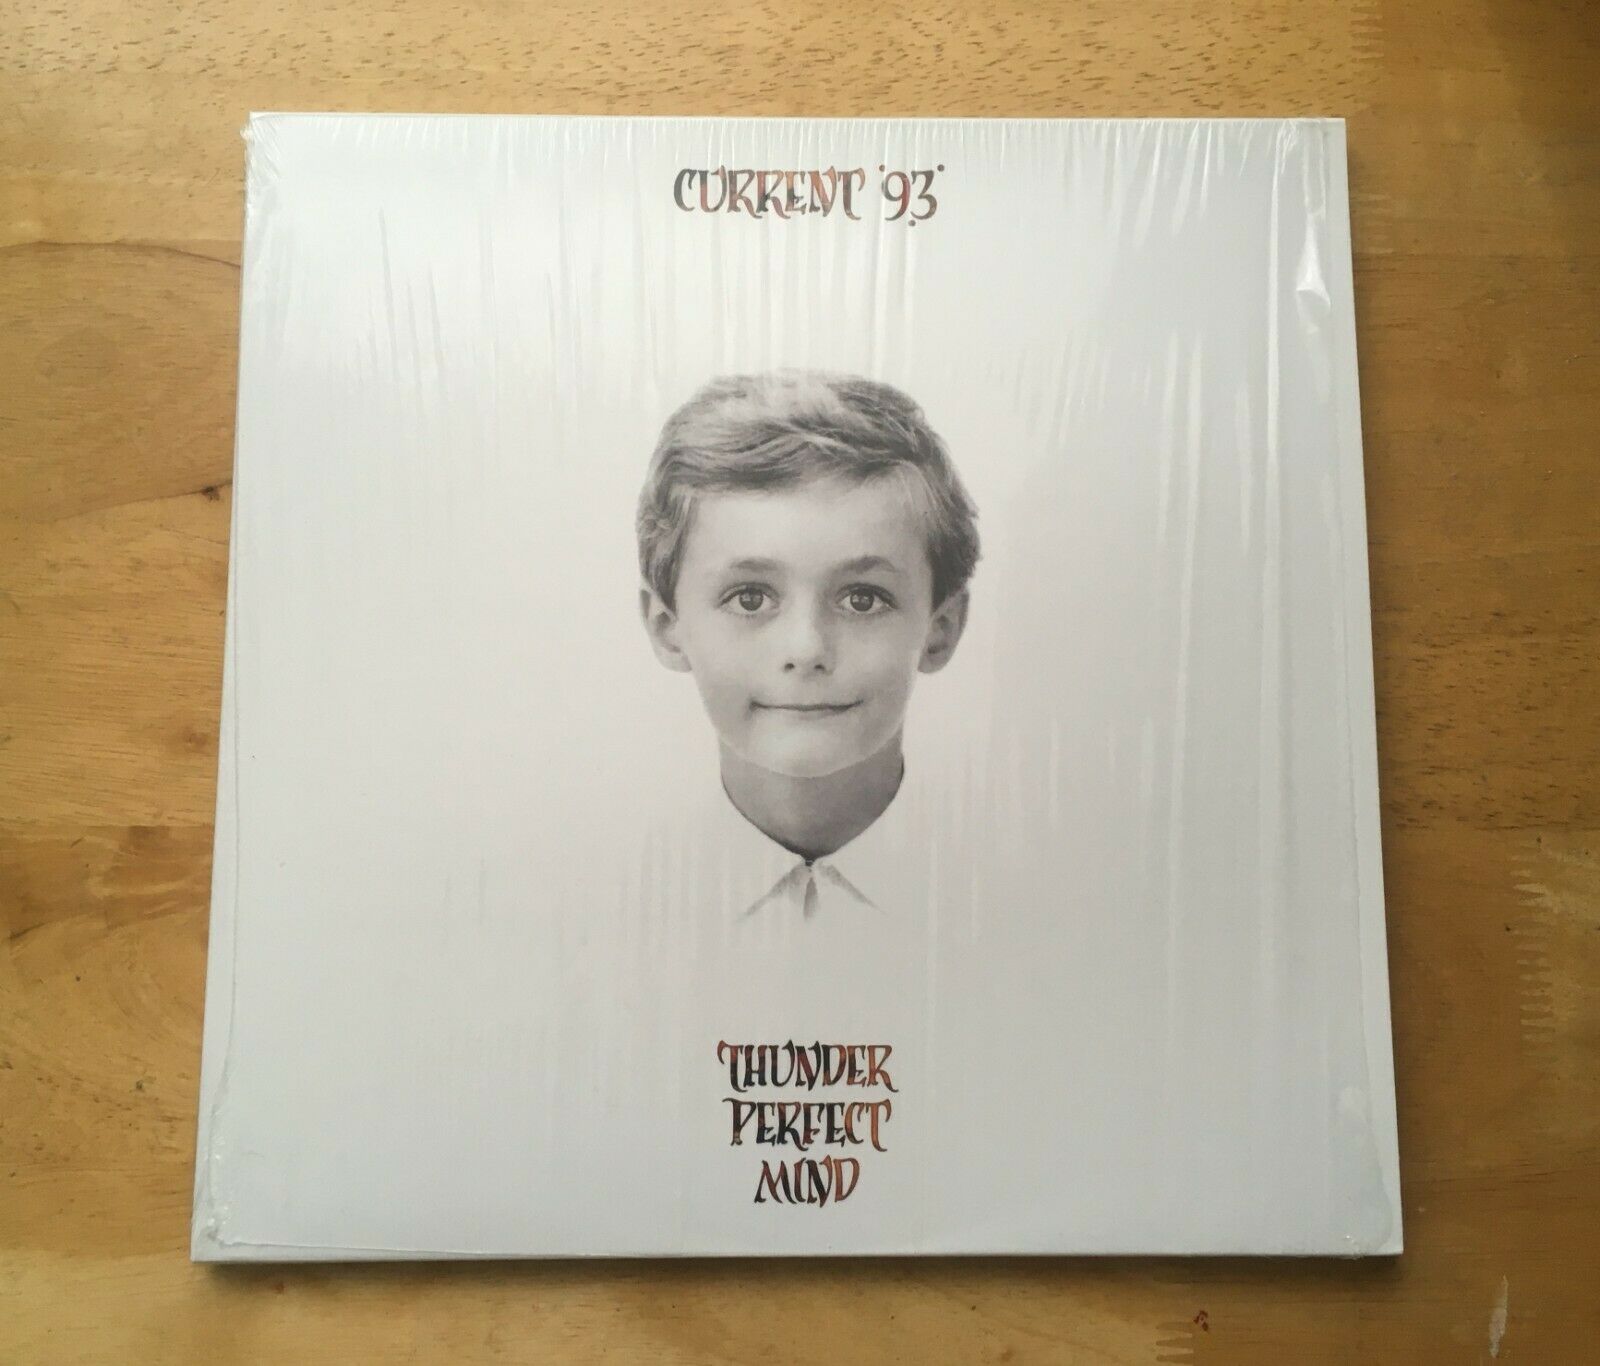 CURRENT '93'
THUNDER
PERFECT
MIND